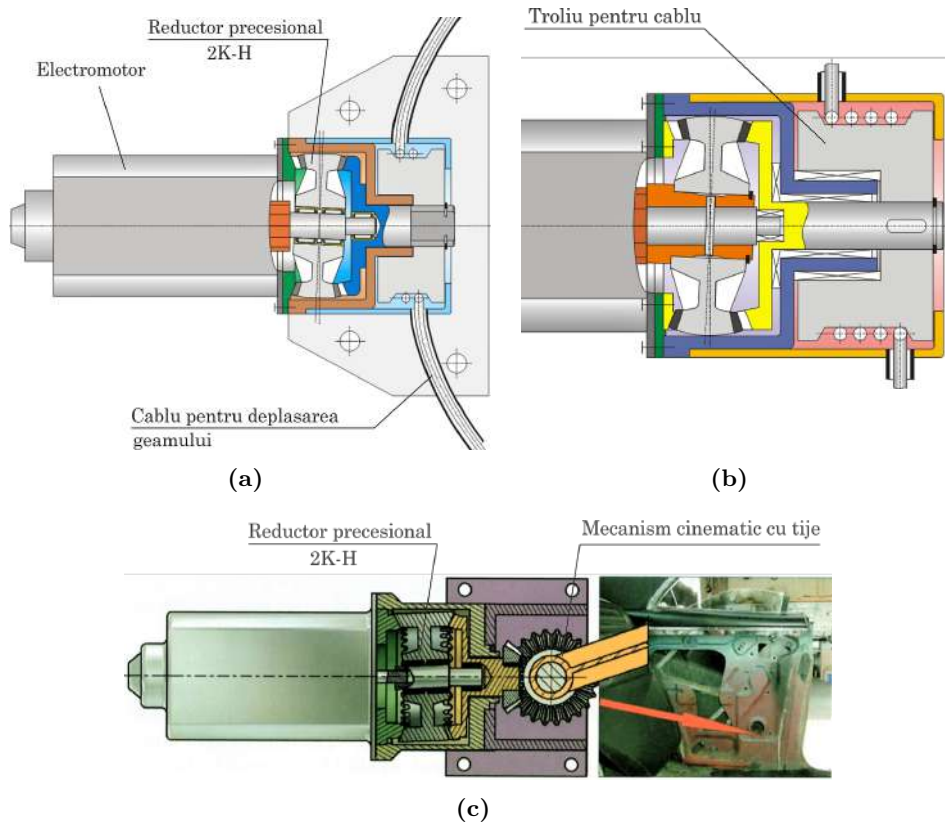 Reductor precesional
2K-H
Electromotor
Cablu pentru deplasarea
geamului
(a)
Troliu pentru cablu
(b)
Reductor precesional
2K-H
Mecanism cinematic cu tije
(c)